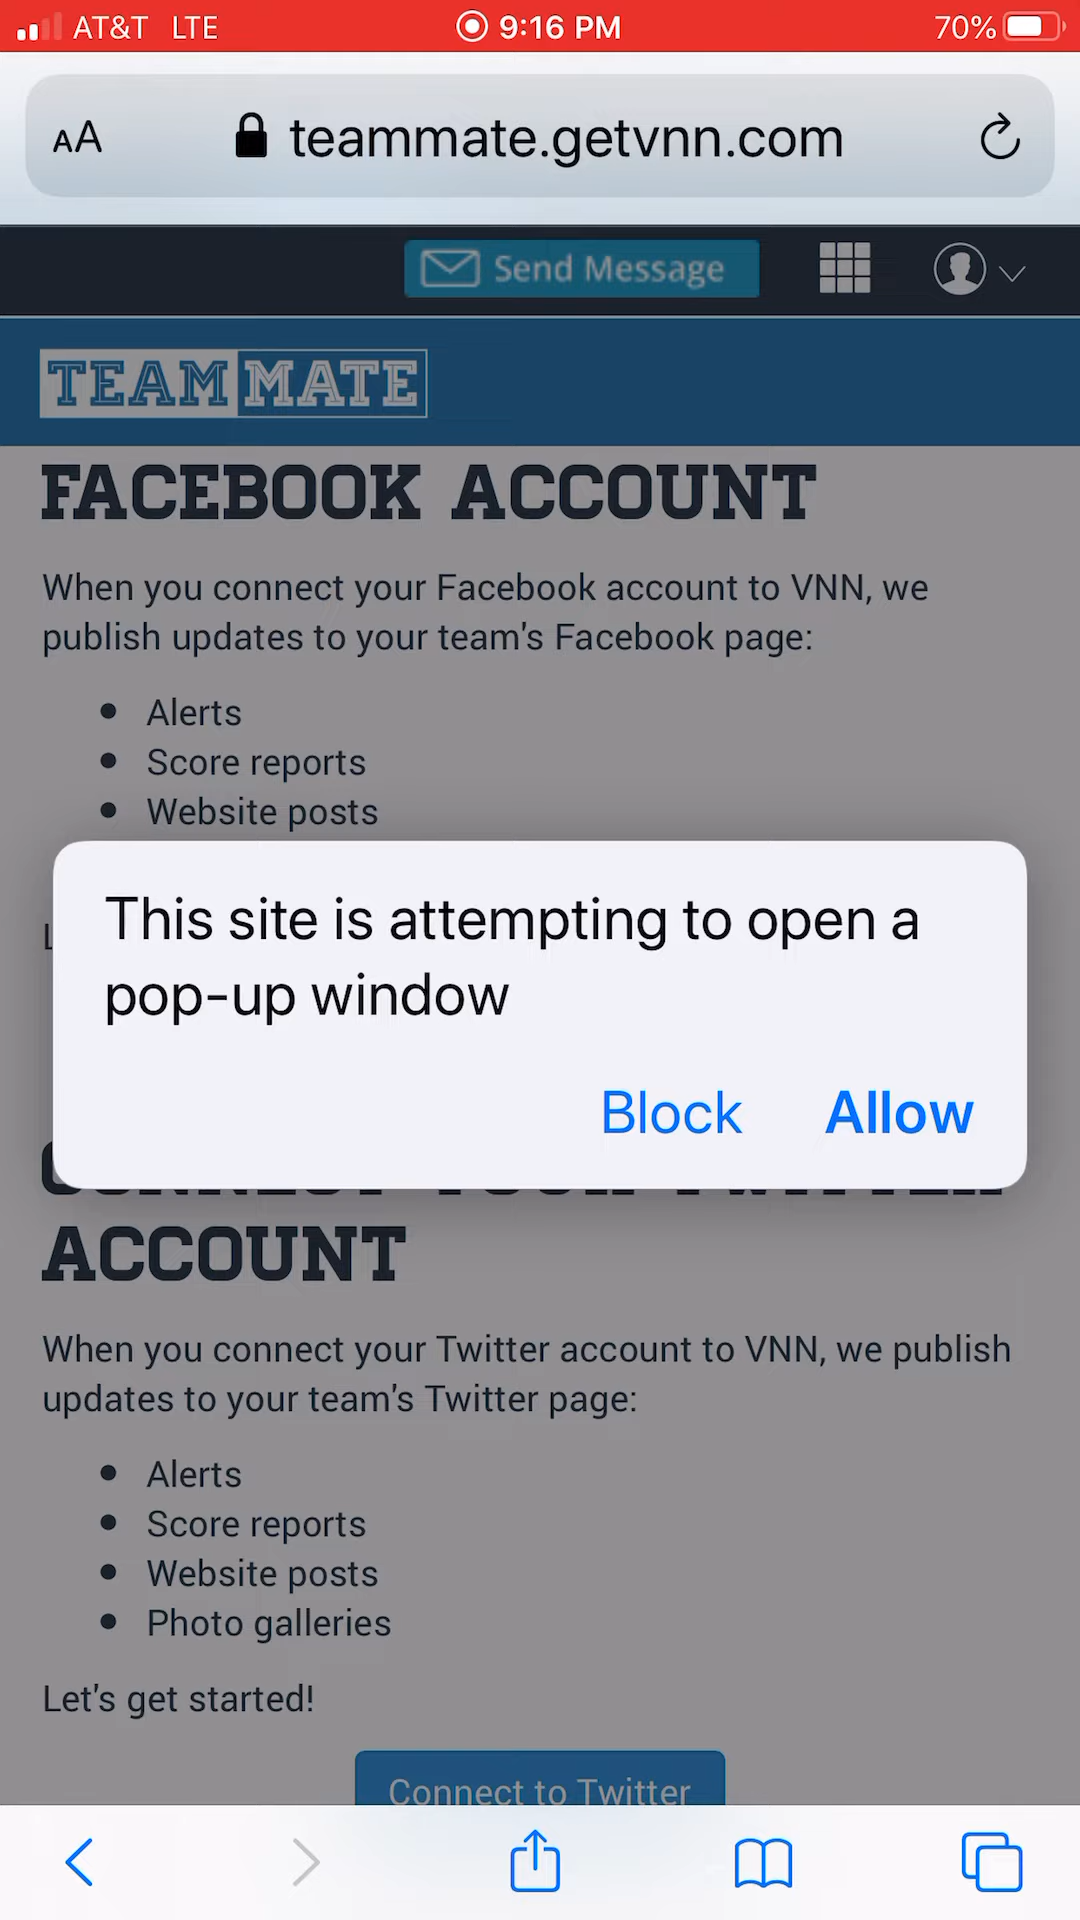 AT&T LTE 9:16 PM 70%
AA teammate.getvnn.com
Send Message
TEAM MATE
FACEBOOK ACCOUNT
When you connect your Facebook account to VNN, we
publish updates to your team's Facebook page:
• Alerts
• Score reports
• Website posts
This site is attempting to open a
pop-up window
Block Allow
CONNECT YOUR TWITTER
ACCOUNT
When you connect your Twitter account to VNN, we publish
updates to your team's Twitter page:
• Alerts
• Score reports
• Website posts
• Photo galleries
Let's get started!
Connect to Twitter